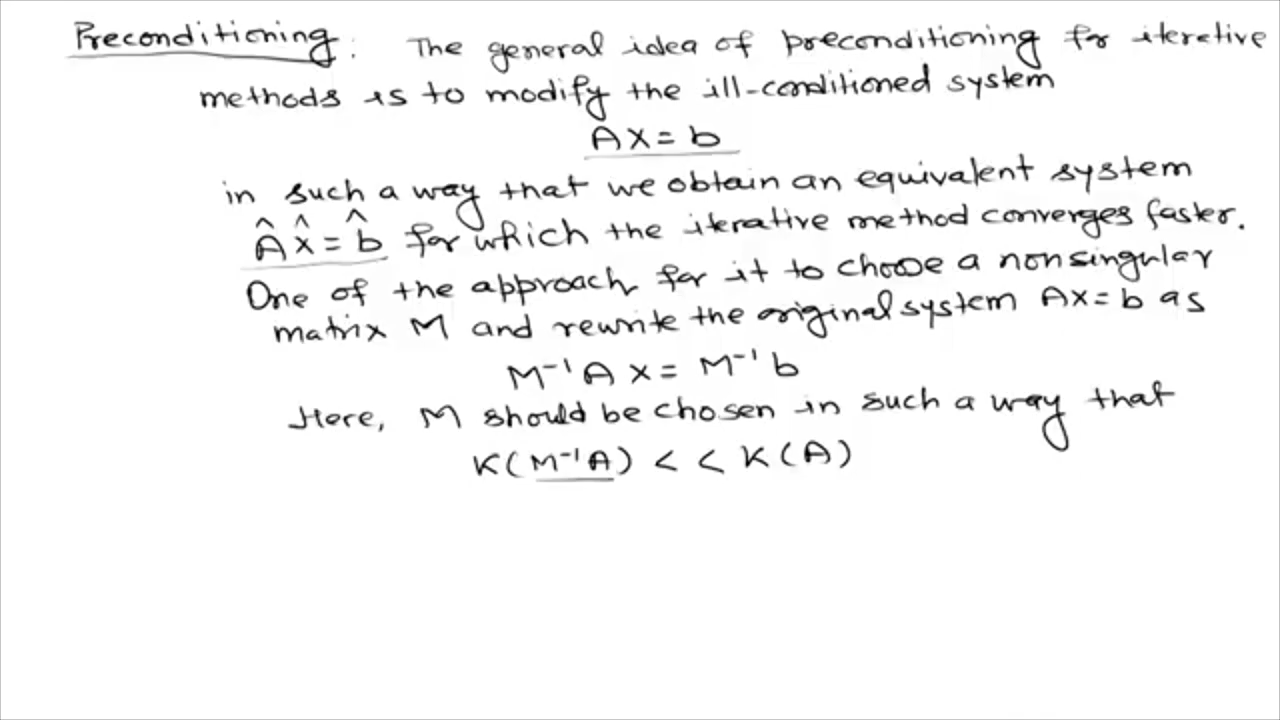 Preconditioning: The general idea of preconditioning for iterative
methods is to modify the ill-conditioned system
AX = b
in such a way that we obtain an equivalent system
Â x̂ = b̂ for which the iterative method converges faster.
One of the approach for it to choose a nonsingular
matrix M and rewrite the original system AX = b as
M⁻¹A x = M⁻¹ b
Here, M should be chosen in such a way that
K(M⁻¹A) < < K(A)